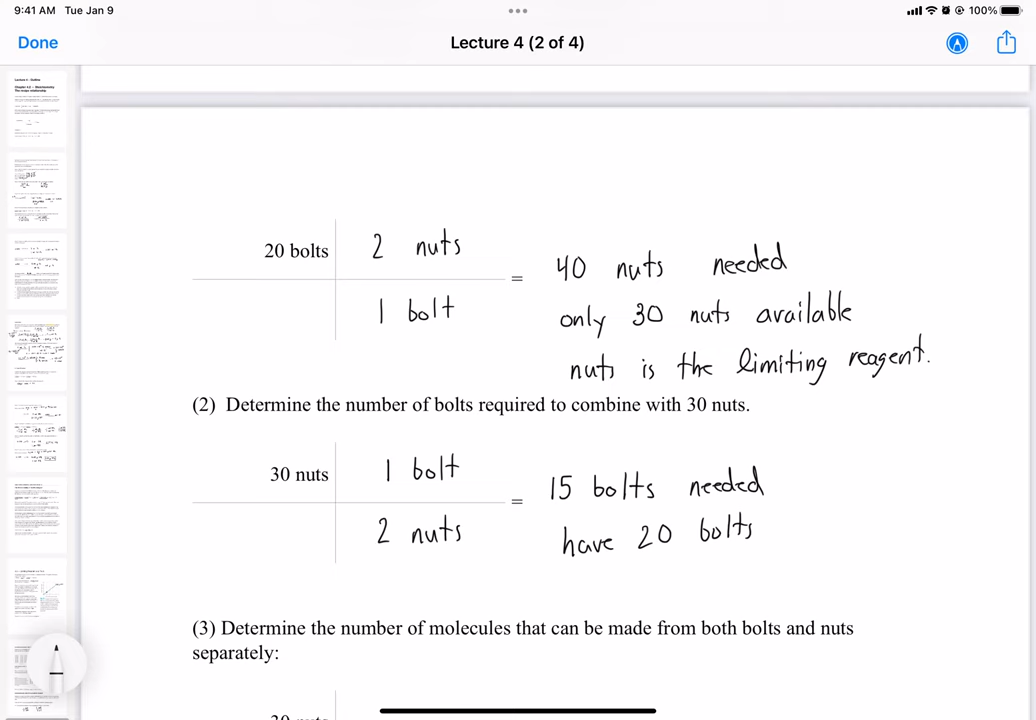 9:41 AM Tue Jan 9
100%
Done
Lecture 4 (2 of 4)
20 bolts
2 nuts
1 bolt
=
40 nuts needed
only 30 nuts available
nuts is the limiting reagent.
(2) Determine the number of bolts required to combine with 30 nuts.
30 nuts
1 bolt
2 nuts
=
15 bolts needed
have 20 bolts
(3) Determine the number of molecules that can be made from both bolts and nuts
separately: